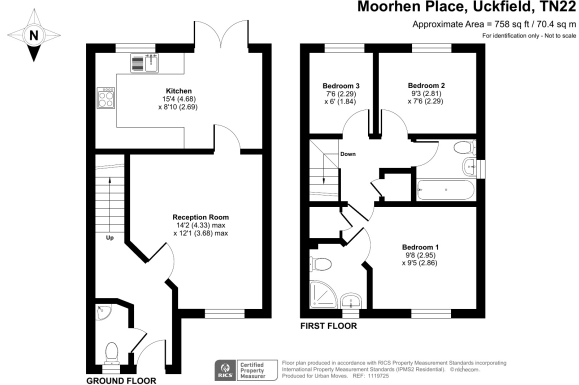 Moorhen Place, Uckfield, TN22
Approximate Area = 758 sq ft / 70.4 sq m
For identification only - Not to scale
N
Kitchen
15'4 (4.68)
x 8'10 (2.69)
Bedroom 3
7'6 (2.29)
x 6' (1.84)
Bedroom 2
9'3 (2.81)
x 7'6 (2.29)
Down
Up
Reception Room
14'2 (4.33) max
x 12'1 (3.68) max
Bedroom 1
9'8 (2.95)
x 9'5 (2.86)
FIRST FLOOR
GROUND FLOOR
RICS
Certified
Property
Measurer
Floor plan produced in accordance with RICS Property Measurement Standards incorporating
International Property Measurement Standards (IPMS2 Residential). ©nichecom.
Produced for Urban Moves. REF: 1119725